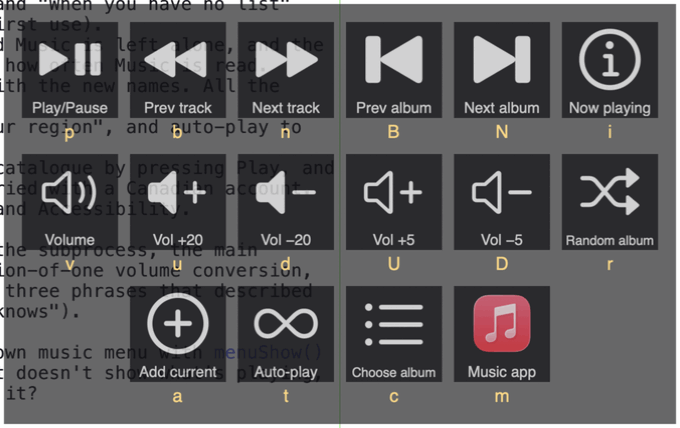 and "When you have no list"
irst use).
d Music is left alone, and the
how often Music is read.
ith the new names. All the
Play/Pause
Prev track
Next track
Prev album
Next album
Now playing
p
b
n
B
N
i
ur region", and auto-play to
catalogue by pressing Play, and
ried with a Canadian account,
and Accessibility.
Volume
Vol +20
Vol −20
Vol +5
Vol −5
Random album
v
u
d
U
D
r
the subprocess, the main
ion-of-one volume conversion,
three phrases that described
knows").
own music menu with menuShow()
Add current
Auto-play
Choose album
Music app
t doesn't show what's playing,
a
t
c
m
it?